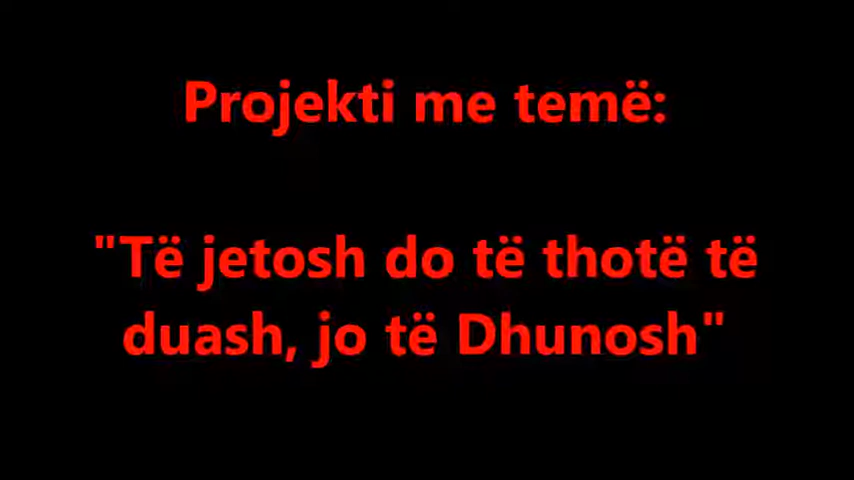 Projekti me temë:
"Të jetosh do të thotë të
duash, jo të Dhunosh"